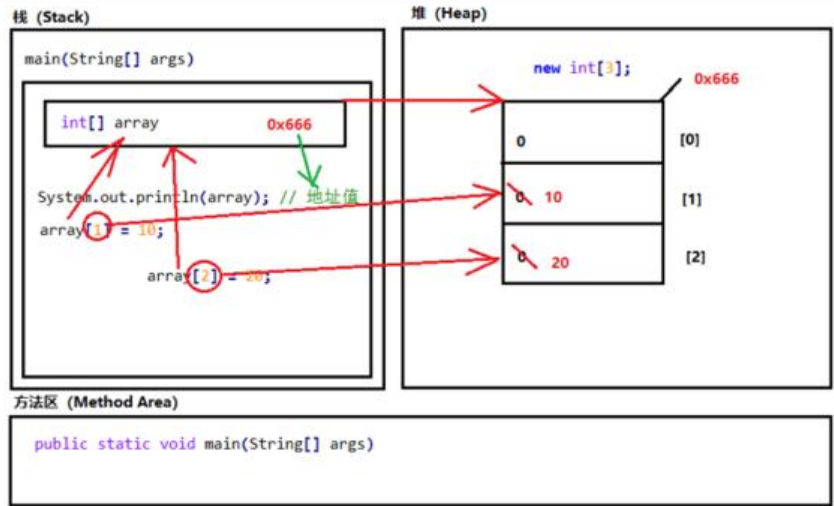 栈 (Stack)
main(String[] args)
int[] array 0x666
System.out.println(array); // 地址值
array[1] = 10;
array[2] = 20;
堆 (Heap)
new int[3];
0x666
0 [0]
0 10 [1]
0 20 [2]
方法区 (Method Area)
public static void main(String[] args)